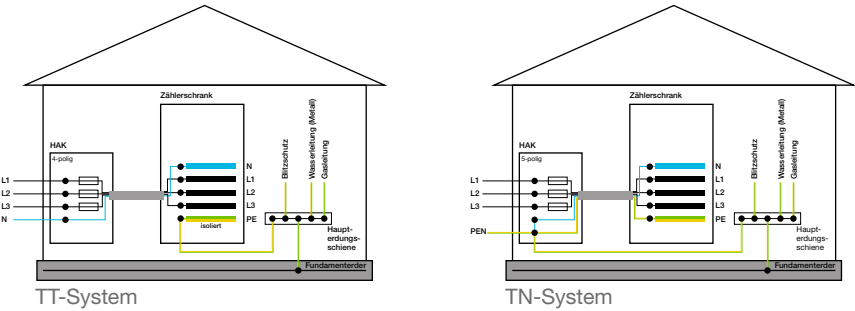 Zählerschrank
HAK
4-polig
L1
L2
L3
N
N
L1
L2
L3
PE
isoliert
Blitzschutz
Wasserleitung (Metall)
Gasleitung
Haupt-
erdungs-
schiene
Fundamenterder
TT-System
Zählerschrank
HAK
5-polig
L1
L2
L3
PEN
N
L1
L2
L3
PE
Blitzschutz
Wasserleitung (Metall)
Gasleitung
Haupt-
erdungs-
schiene
Fundamenterder
TN-System